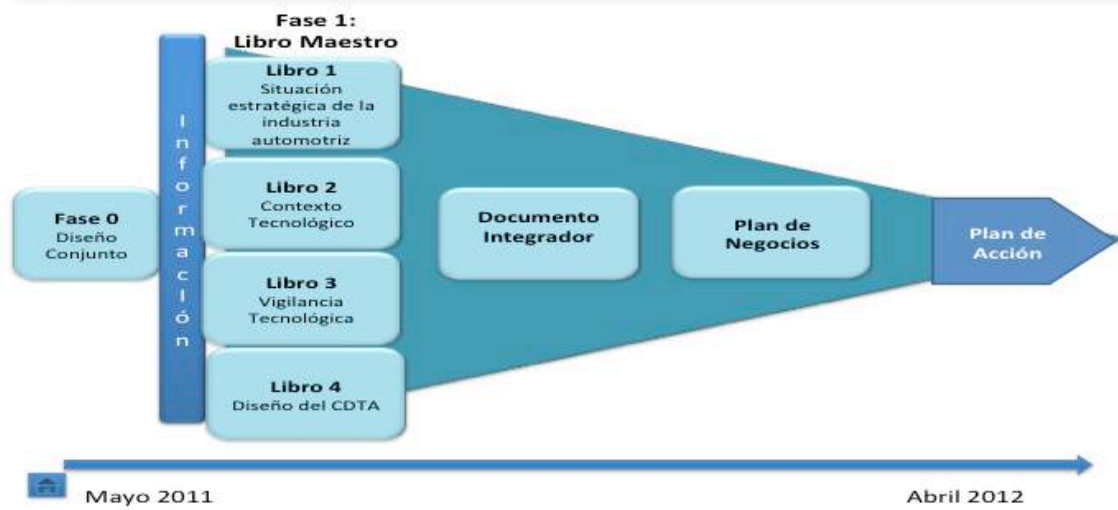 Fase 1:
Libro Maestro
Fase 0
Diseño
Conjunto
Información
Libro 1
Situación
estratégica de la
industria
automotriz
Libro 2
Contexto
Tecnológico
Libro 3
Vigilancia
Tecnológica
Libro 4
Diseño del CDTA
Documento
Integrador
Plan de
Negocios
Plan de
Acción
Mayo 2011
Abril 2012